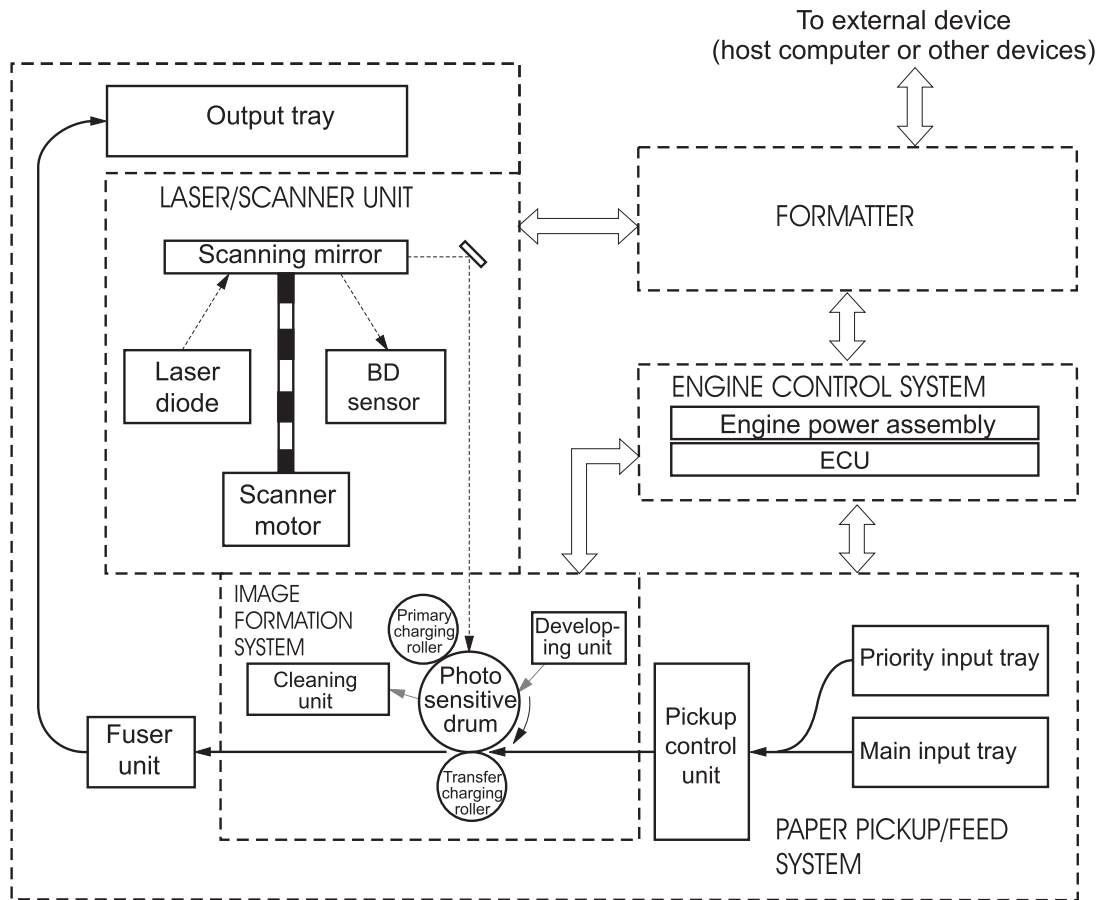 To external device
(host computer or other devices)
Output tray
LASER/SCANNER UNIT
Scanning mirror
Laser
diode
BD
sensor
Scanner
motor
FORMATTER
ENGINE CONTROL SYSTEM
Engine power assembly
ECU
IMAGE
FORMATION
SYSTEM
Primary
charging
roller
Develop-
ing unit
Cleaning
unit
Photo
sensitive
drum
Transfer
charging
roller
Fuser
unit
Pickup
control
unit
Priority input tray
Main input tray
PAPER PICKUP/FEED
SYSTEM